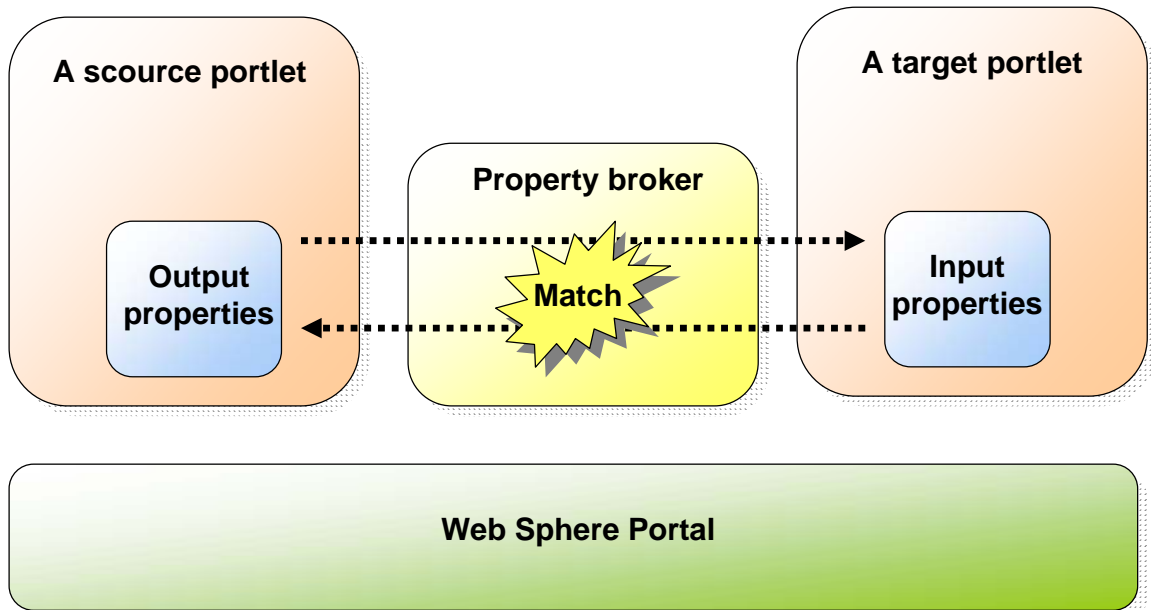 A scource portlet
A target portlet
Property broker
Output
properties
Match
Input
properties
Web Sphere Portal